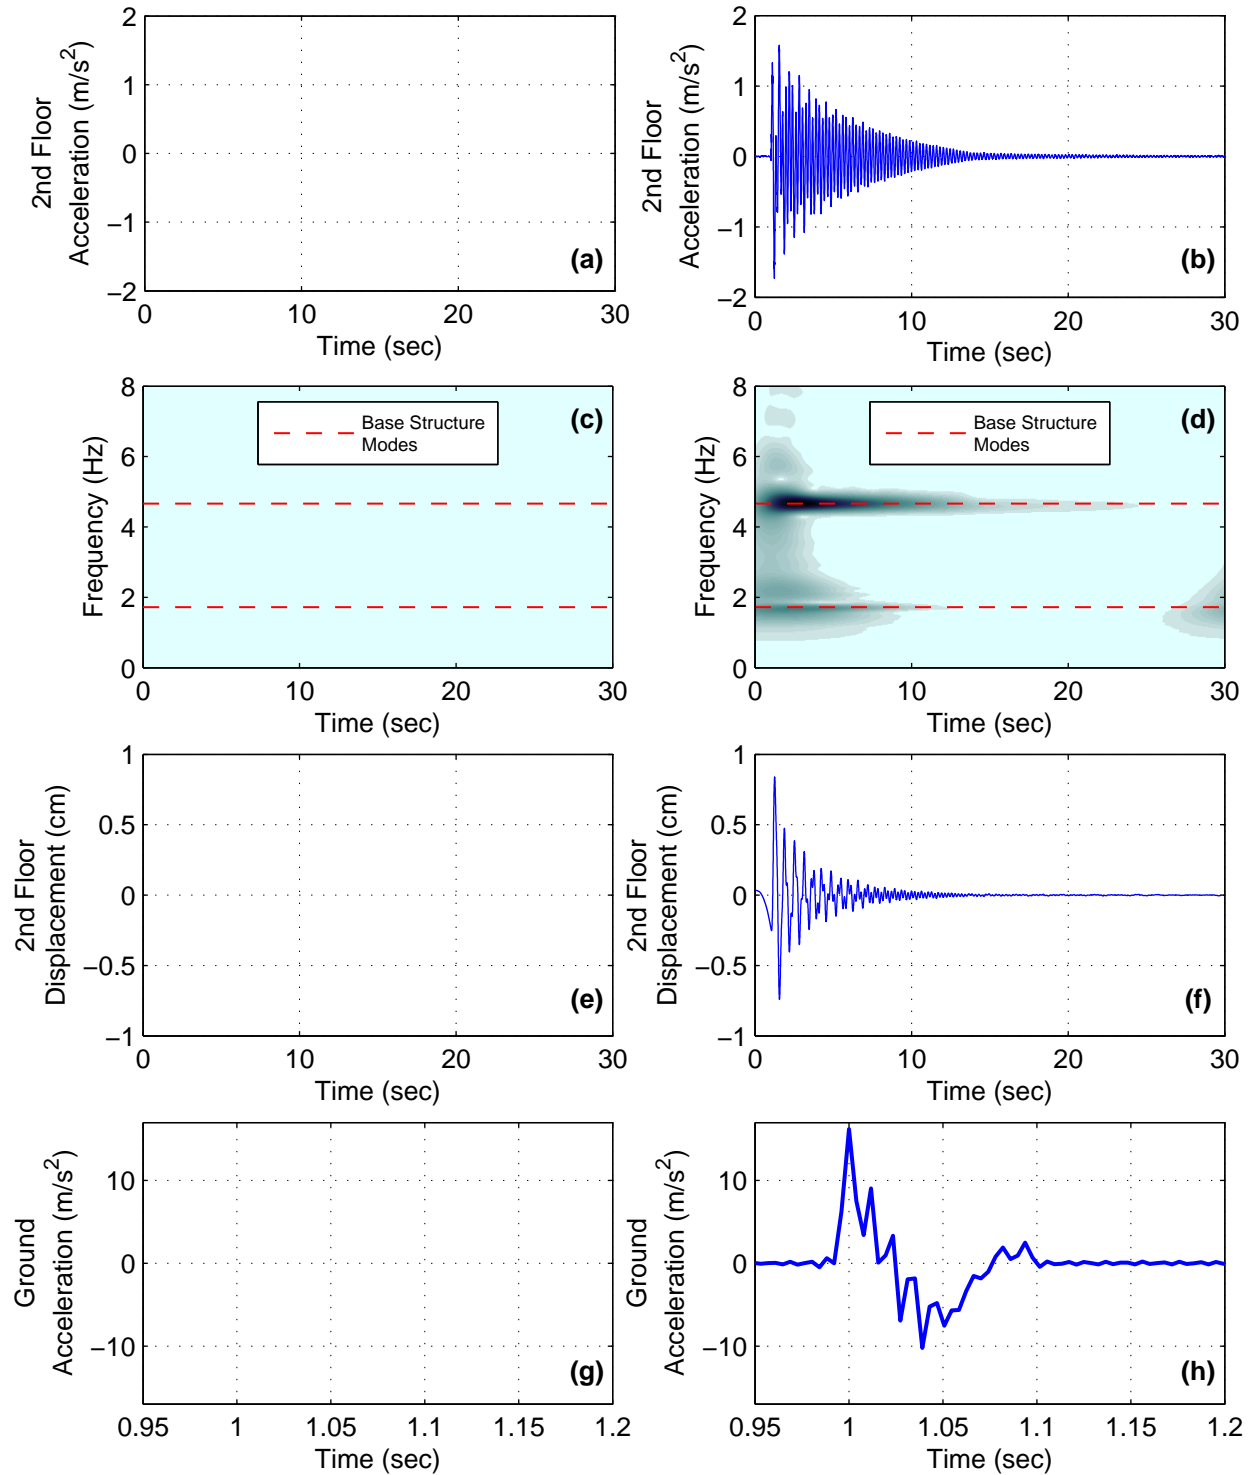 2
1
0
−1
−2
0
10
20
30
2nd Floor
Acceleration (m/s²)
Time (sec)
(a)
2
1
0
−1
−2
0
10
20
30
2nd Floor
Acceleration (m/s²)
Time (sec)
(b)
8
6
4
2
0
0
10
20
30
Frequency (Hz)
Time (sec)
Base Structure
Modes
(c)
8
6
4
2
0
0
10
20
30
Frequency (Hz)
Time (sec)
Base Structure
Modes
(d)
1
0.5
0
−0.5
−1
0
10
20
30
2nd Floor
Displacement (cm)
Time (sec)
(e)
1
0.5
0
−0.5
−1
0
10
20
30
2nd Floor
Displacement (cm)
Time (sec)
(f)
10
0
−10
0.95
1
1.05
1.1
1.15
1.2
Ground
Acceleration (m/s²)
Time (sec)
(g)
10
0
−10
0.95
1
1.05
1.1
1.15
1.2
Ground
Acceleration (m/s²)
Time (sec)
(h)